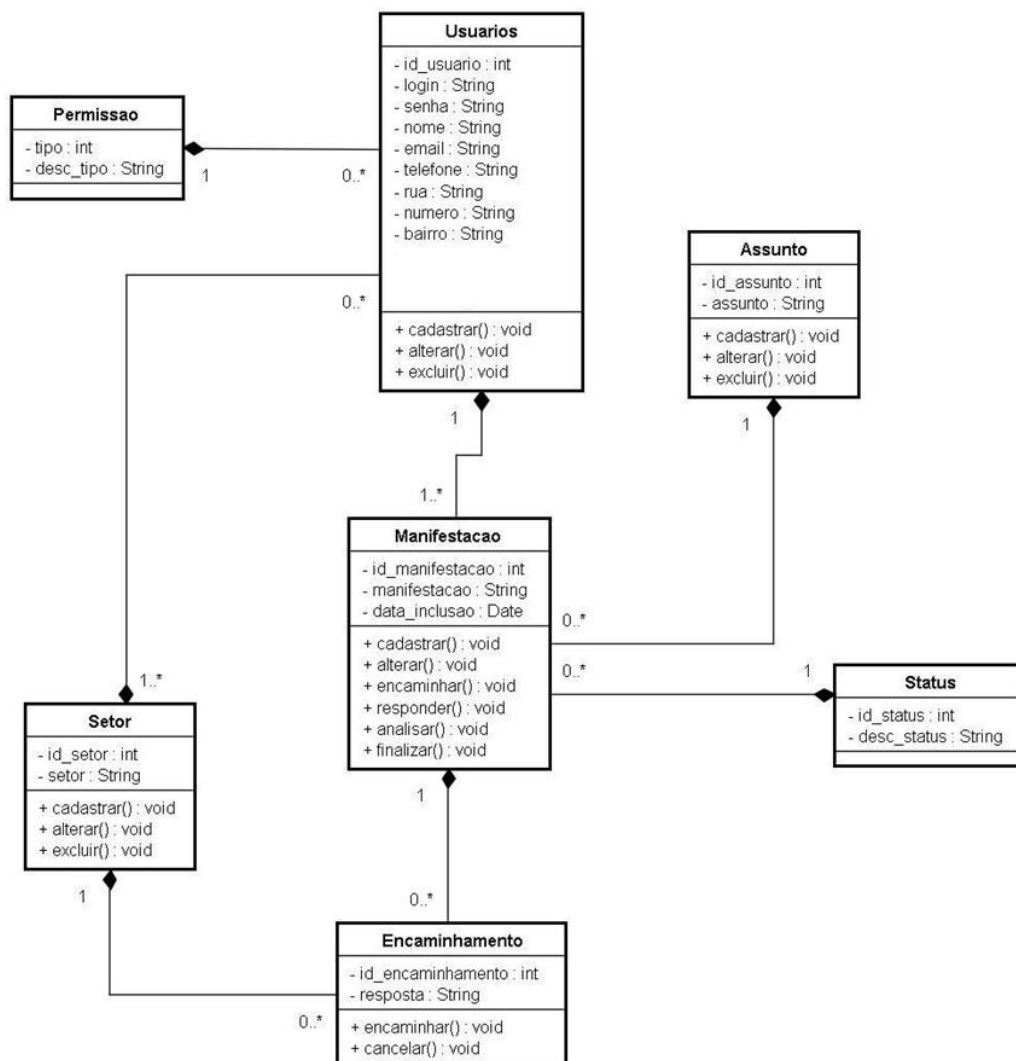 Usuarios
- id_usuario : int
- login : String
- senha : String
- nome : String
- email : String
- telefone : String
- rua : String
- numero : String
- bairro : String
+ cadastrar() : void
+ alterar() : void
+ excluir() : void
Permissao
- tipo : int
- desc_tipo : String
1
0..*
0..*
1
Assunto
- id_assunto : int
- assunto : String
+ cadastrar() : void
+ alterar() : void
+ excluir() : void
1
1..*
Manifestacao
- id_manifestacao : int
- manifestacao : String
- data_inclusao : Date
+ cadastrar() : void
+ alterar() : void
+ encaminhar() : void
+ responder() : void
+ analisar() : void
+ finalizar() : void
0..*
0..*
1
Status
- id_status : int
- desc_status : String
1..*
Setor
- id_setor : int
- setor : String
+ cadastrar() : void
+ alterar() : void
+ excluir() : void
1
1
0..*
0..*
Encaminhamento
- id_encaminhamento : int
- resposta : String
+ encaminhar() : void
+ cancelar() : void